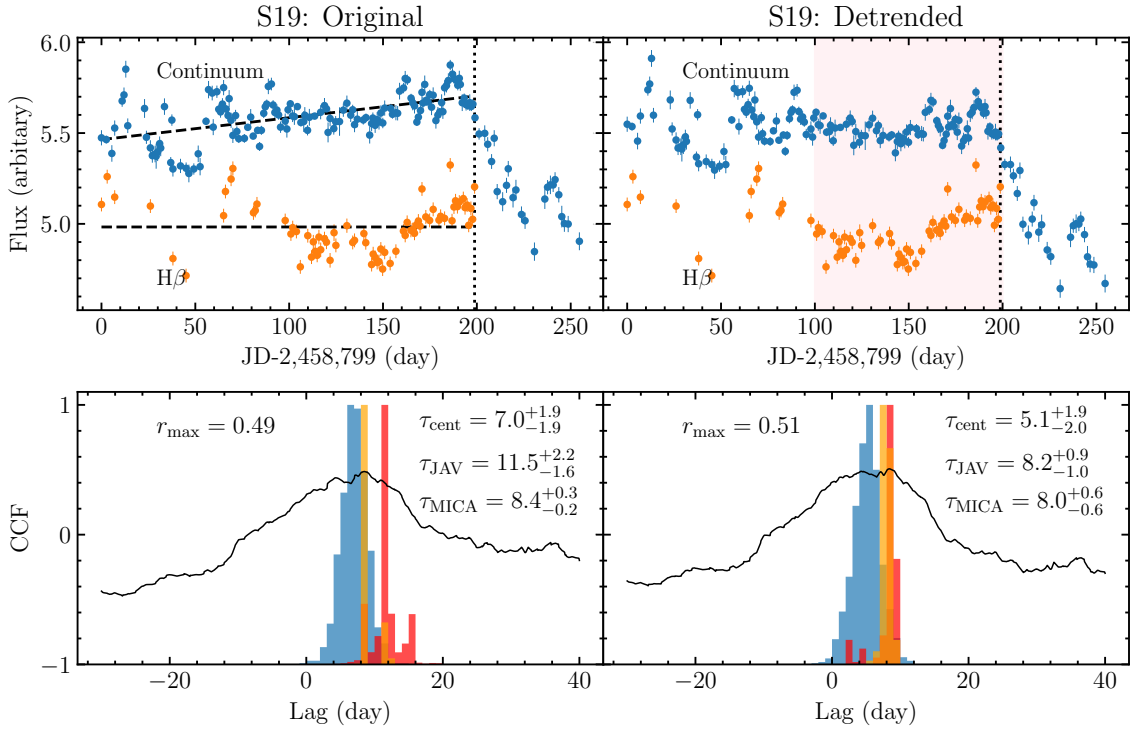 S19: Original
S19: Detrended
Flux (arbitrary)
6.0
5.5
5.0
Continuum
Hβ
Continuum
Hβ
0 50 100 150 200 250
0 50 100 150 200 250
JD-2,458,799 (day)
JD-2,458,799 (day)
CCF
1
0
−1
r_max = 0.49
τ_cent = 7.0^{+1.9}_{−1.9}
τ_JAV = 11.5^{+2.2}_{−1.6}
τ_MICA = 8.4^{+0.3}_{−0.2}
r_max = 0.51
τ_cent = 5.1^{+1.9}_{−2.0}
τ_JAV = 8.2^{+0.9}_{−1.0}
τ_MICA = 8.0^{+0.6}_{−0.6}
−20 0 20 40
−20 0 20 40
Lag (day)
Lag (day)